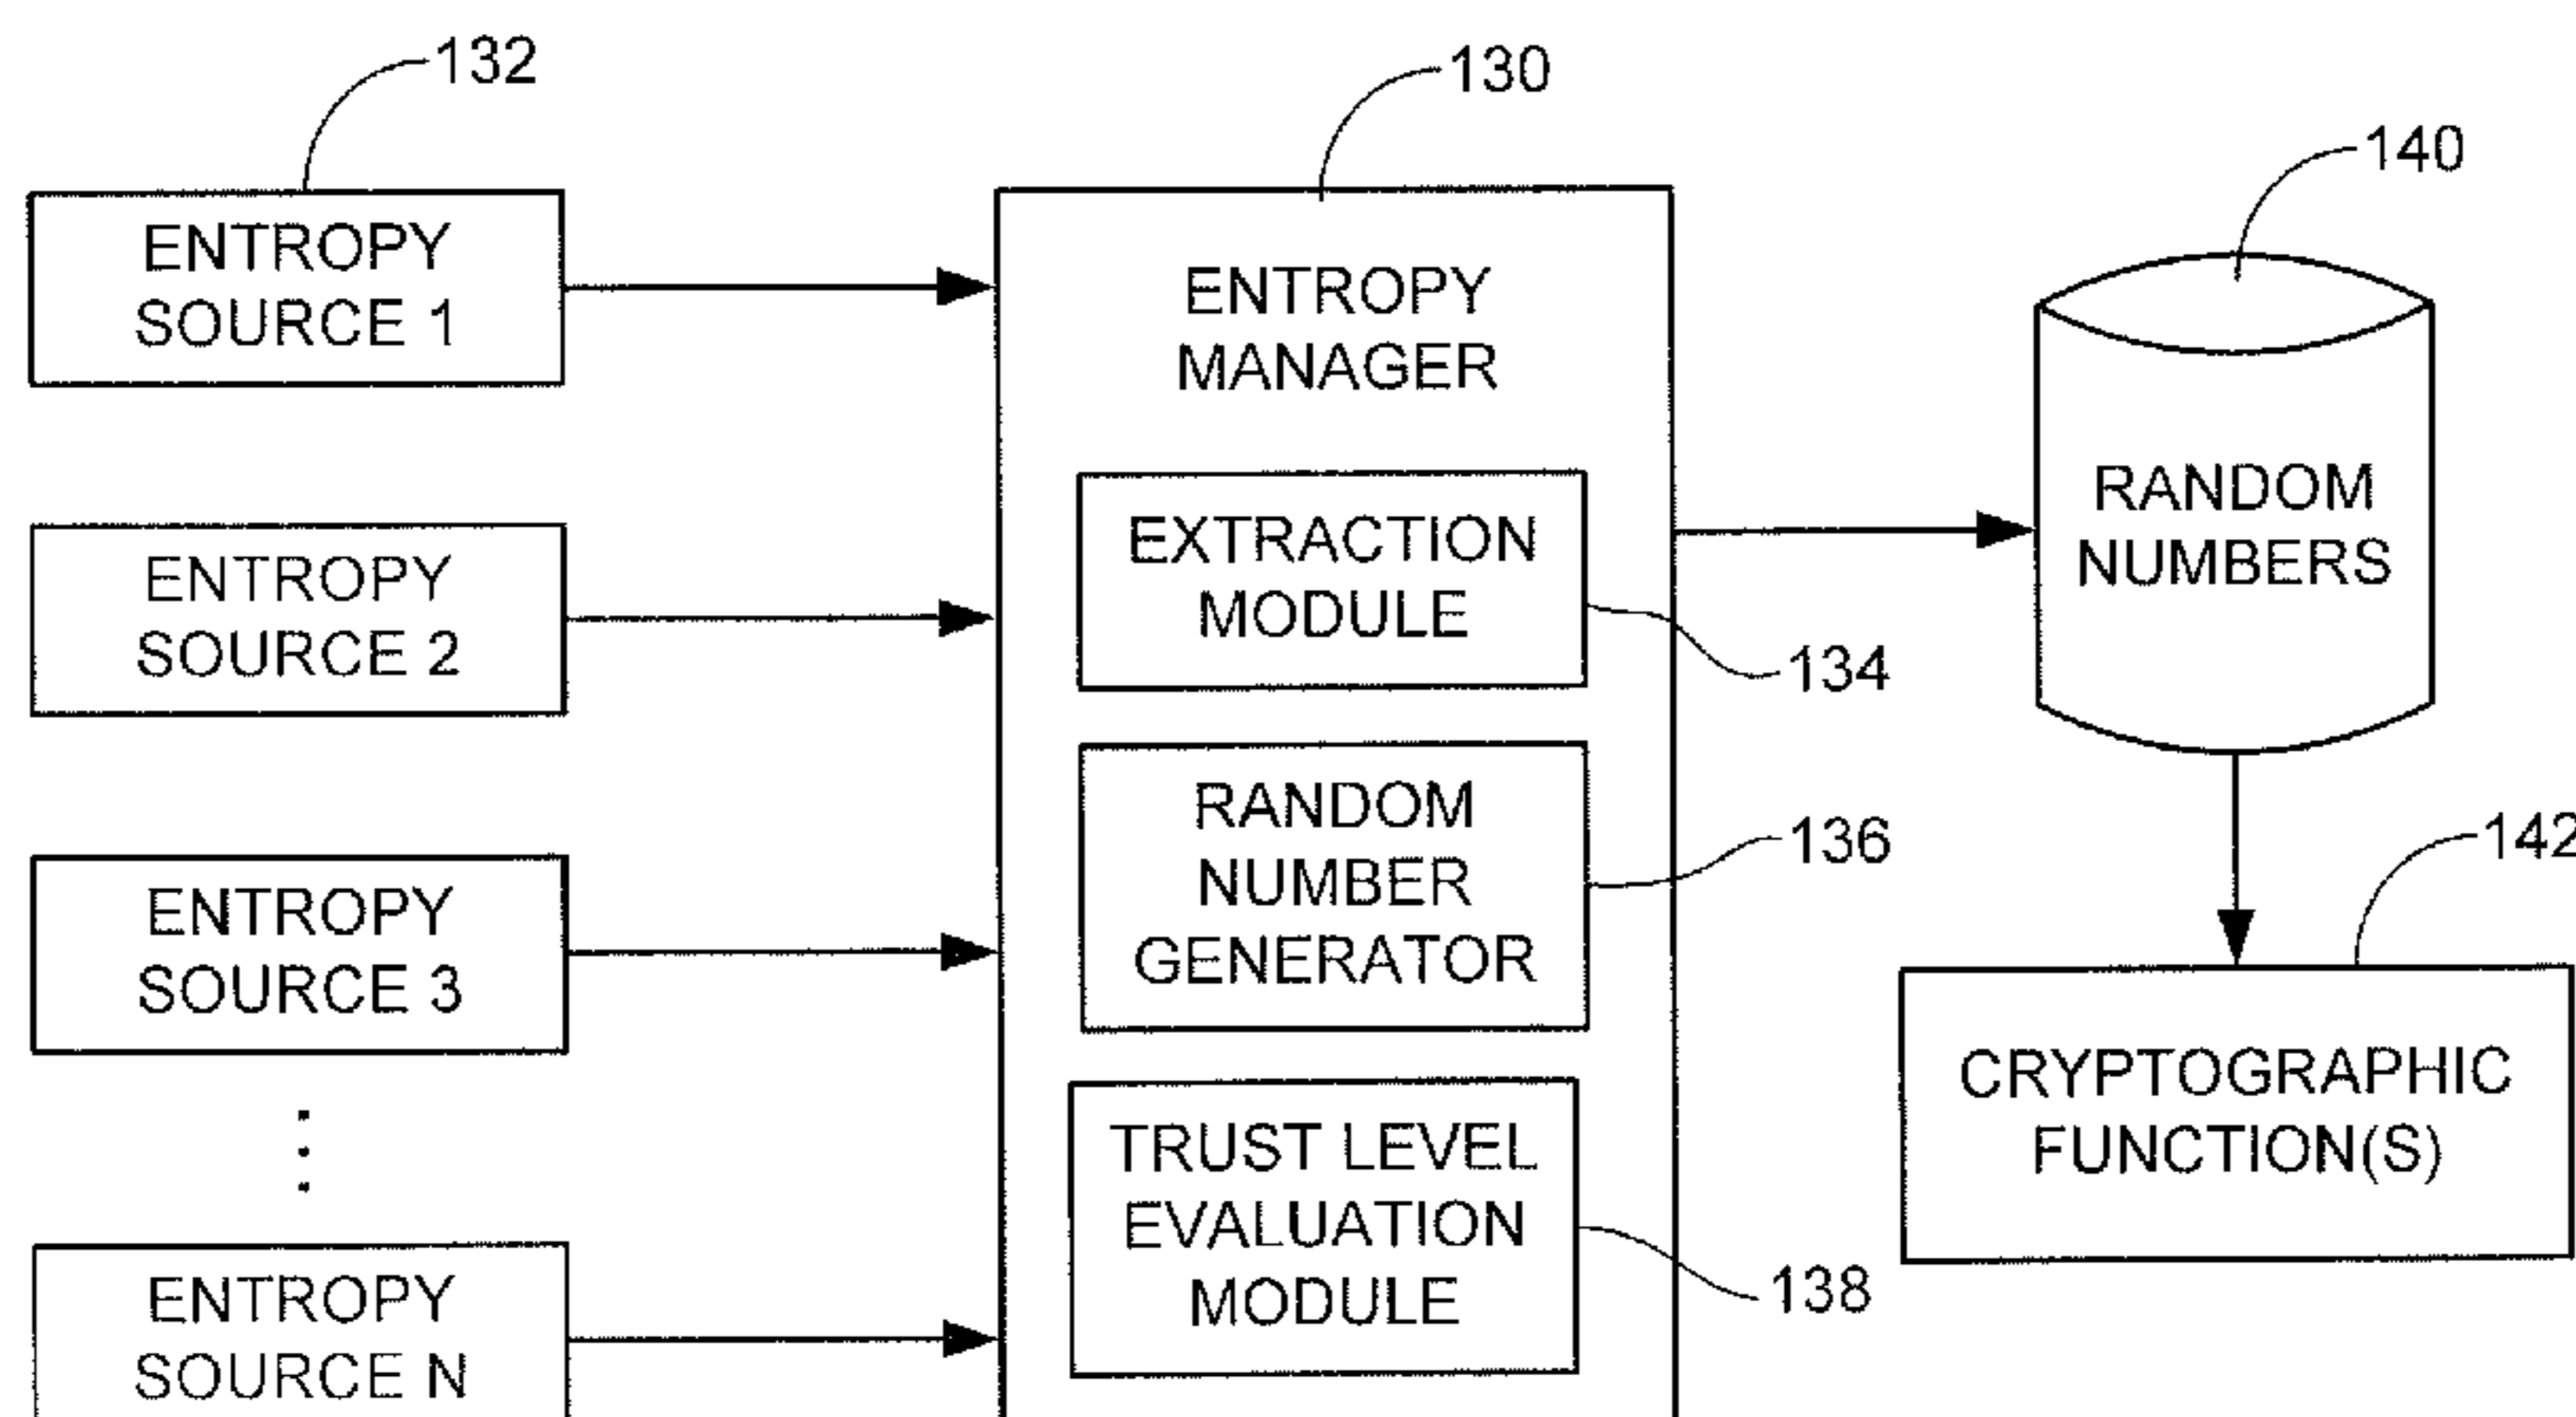 132
130
140
ENTROPY
SOURCE 1
ENTROPY
SOURCE 2
ENTROPY
SOURCE 3
ENTROPY
SOURCE N
ENTROPY
MANAGER
EXTRACTION
MODULE
134
RANDOM
NUMBER
GENERATOR
136
TRUST LEVEL
EVALUATION
MODULE
138
RANDOM
NUMBERS
142
CRYPTOGRAPHIC
FUNCTION(S)